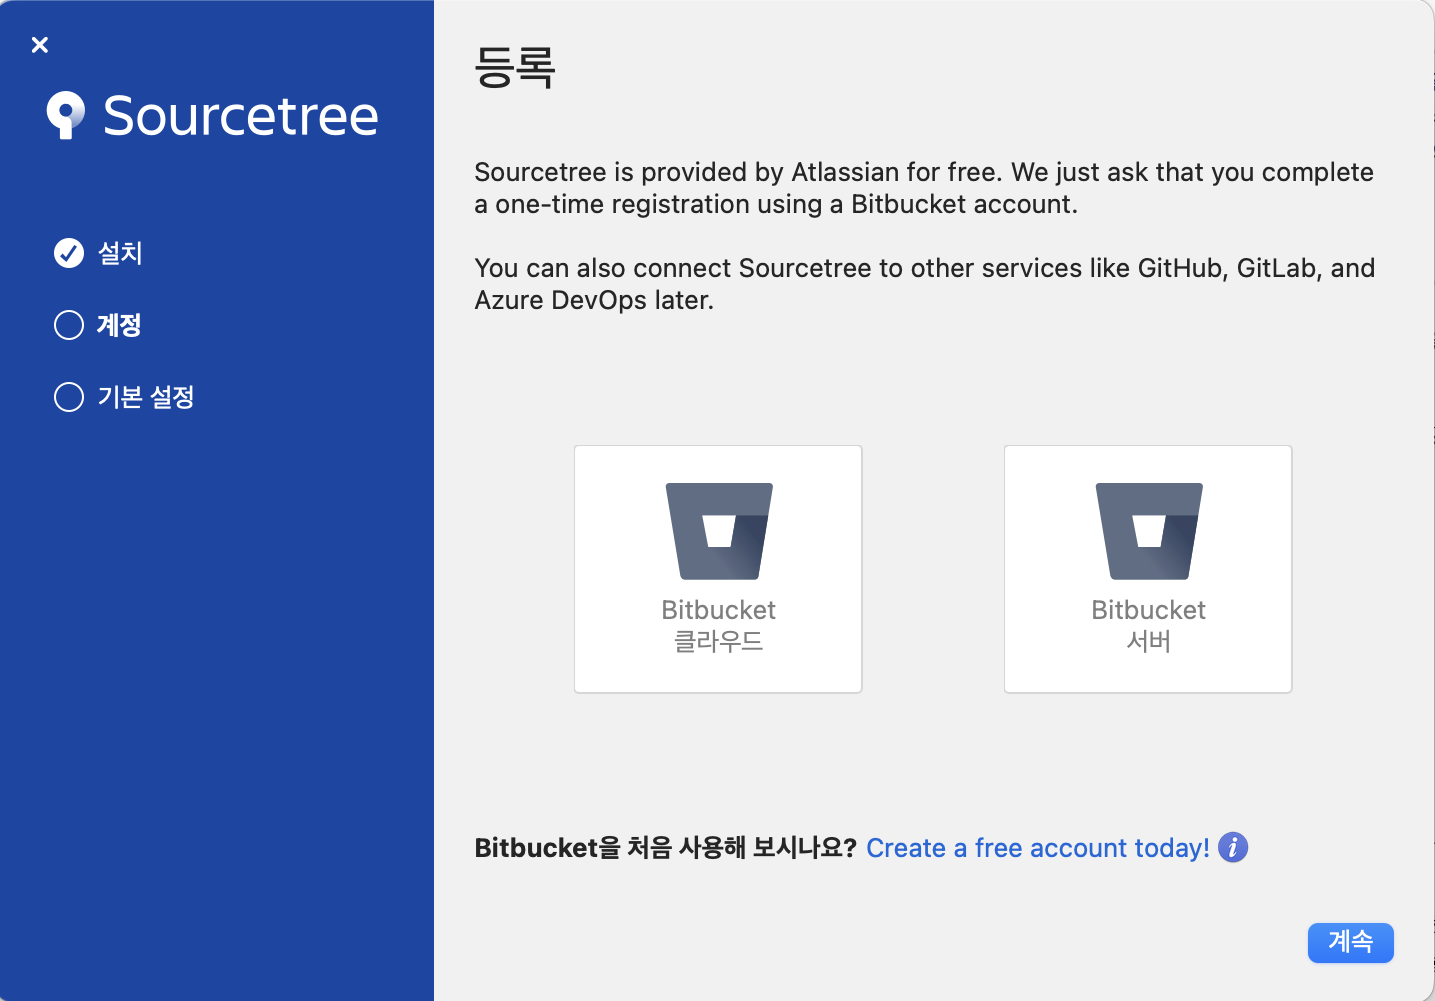 Sourcetree
설치
계정
기본 설정
등록
Sourcetree is provided by Atlassian for free. We just ask that you complete
a one-time registration using a Bitbucket account.
You can also connect Sourcetree to other services like GitHub, GitLab, and
Azure DevOps later.
Bitbucket
클라우드
Bitbucket
서버
Bitbucket을 처음 사용해 보시나요? Create a free account today! i
계속